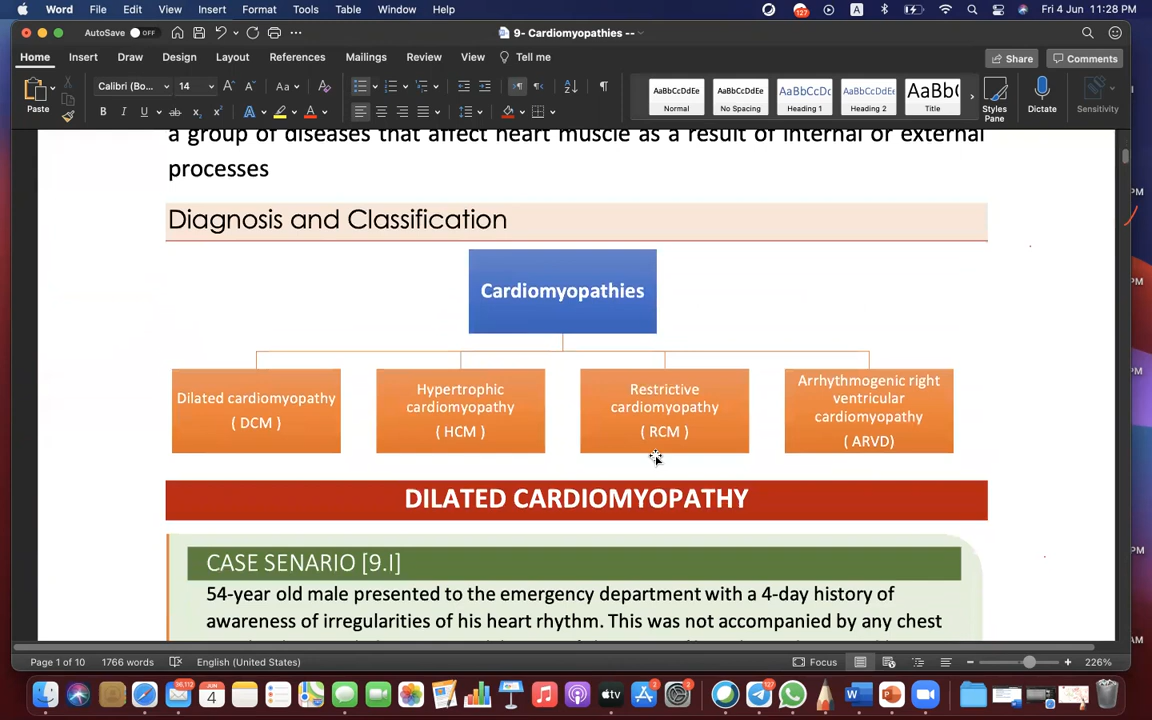 Word File Edit View Insert Format Tools Table Window Help
127
A
Fri 4 Jun 11:28 PM
AutoSave OFF
9- Cardiomyopathies --
Home Insert Draw Design Layout References Mailings Review View Tell me
Share Comments
Paste
Calibri (Bo... 14
AaBbCcDdEe AaBbCcDdEe AaBbCc AaBbCcDdEe AaBb(
Normal No Spacing Heading 1 Heading 2 Title
Styles Pane
Dictate
Sensitivity
a group of diseases that affect heart muscle as a result of internal or external
processes
Diagnosis and Classification
Cardiomyopathies
Dilated cardiomyopathy
( DCM )
Hypertrophic
cardiomyopathy
( HCM )
Restrictive
cardiomyopathy
( RCM )
Arrhythmogenic right
ventricular
cardiomyopathy
( ARVD)
DILATED CARDIOMYOPATHY
CASE SENARIO [9.I]
54-year old male presented to the emergency department with a 4-day history of
awareness of irregularities of his heart rhythm. This was not accompanied by any chest
Page 1 of 10 1766 words English (United States)
Focus
226%